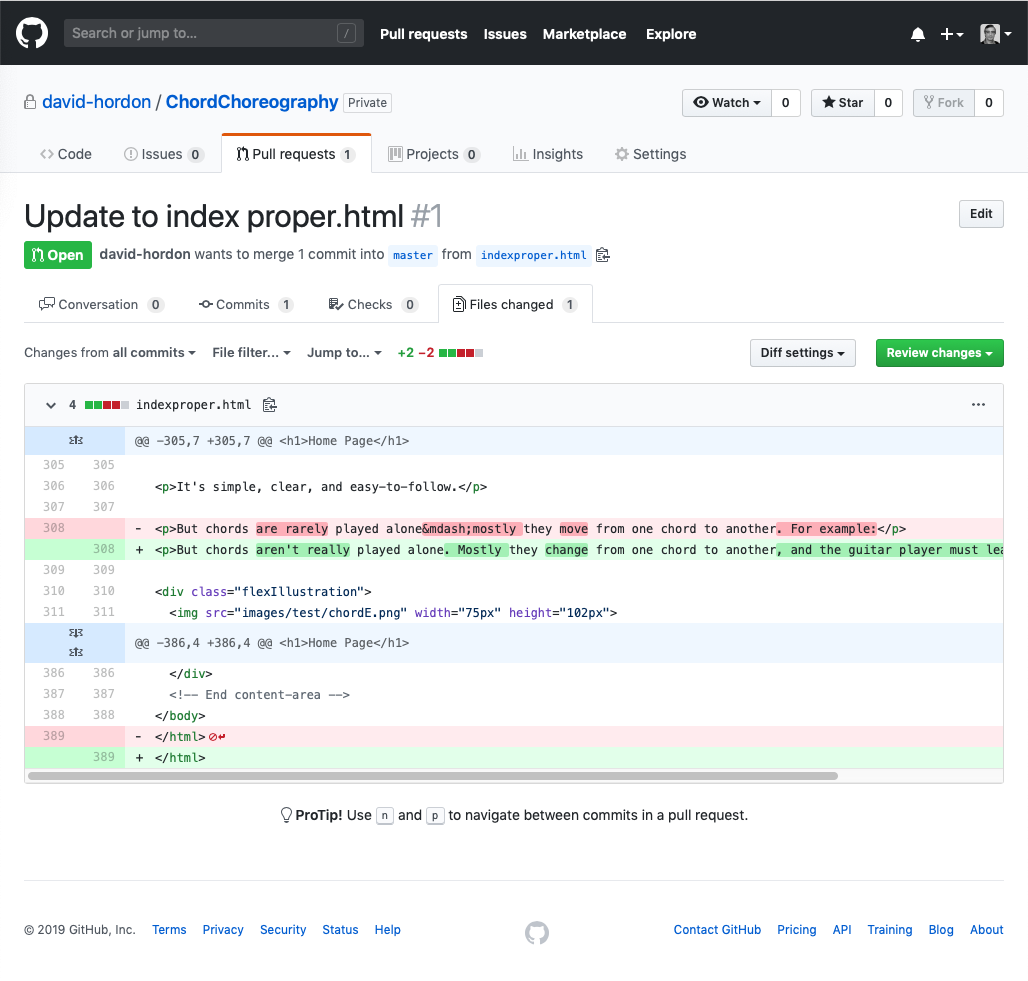 Search or jump to... / Pull requests Issues Marketplace Explore
david-hordon / ChordChoreography Private Watch 0 Star 0 Fork 0
Code Issues 0 Pull requests 1 Projects 0 Insights Settings
Update to index proper.html #1 Edit
Open david-hordon wants to merge 1 commit into master from indexproper.html
Conversation 0 Commits 1 Checks 0 Files changed 1
Changes from all commits File filter... Jump to... +2 −2 Diff settings Review changes
4 indexproper.html ...
@@ -305,7 +305,7 @@ <h1>Home Page</h1>
305 305
306 306 <p>It's simple, clear, and easy-to-follow.</p>
307 307
308 - <p>But chords are rarely played alone&mdash;mostly they move from one chord to another. For example:</p>
308 + <p>But chords aren't really played alone. Mostly they change from one chord to another, and the guitar player must lea
309 309
310 310 <div class="flexIllustration">
311 311 <img src="images/test/chordE.png" width="75px" height="102px">
@@ -386,4 +386,4 @@ <h1>Home Page</h1>
386 386 </div>
387 387 <!-- End content-area -->
388 388 </body>
389 - </html>
389 + </html>
ProTip! Use n and p to navigate between commits in a pull request.
© 2019 GitHub, Inc. Terms Privacy Security Status Help Contact GitHub Pricing API Training Blog About